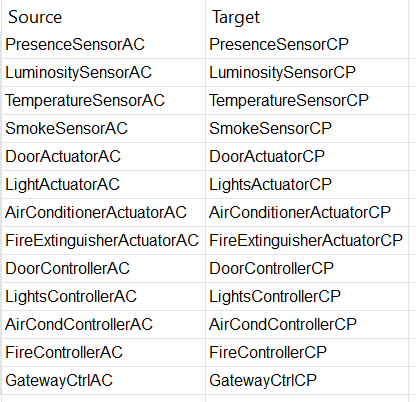 Source Target
PresenceSensorAC PresenceSensorCP
LuminositySensorAC LuminositySensorCP
TemperatureSensorAC TemperatureSensorCP
SmokeSensorAC SmokeSensorCP
DoorActuatorAC DoorActuatorCP
LightActuatorAC LightsActuatorCP
AirConditionerActuatorAC AirConditionerActuatorCP
FireExtinguisherActuatorAC FireExtinguisherActuatorCP
DoorControllerAC DoorControllerCP
LightsControllerAC LightsControllerCP
AirCondControllerAC AirCondControllerCP
FireControllerAC FireControllerCP
GatewayCtrlAC GatewayCtrlCP